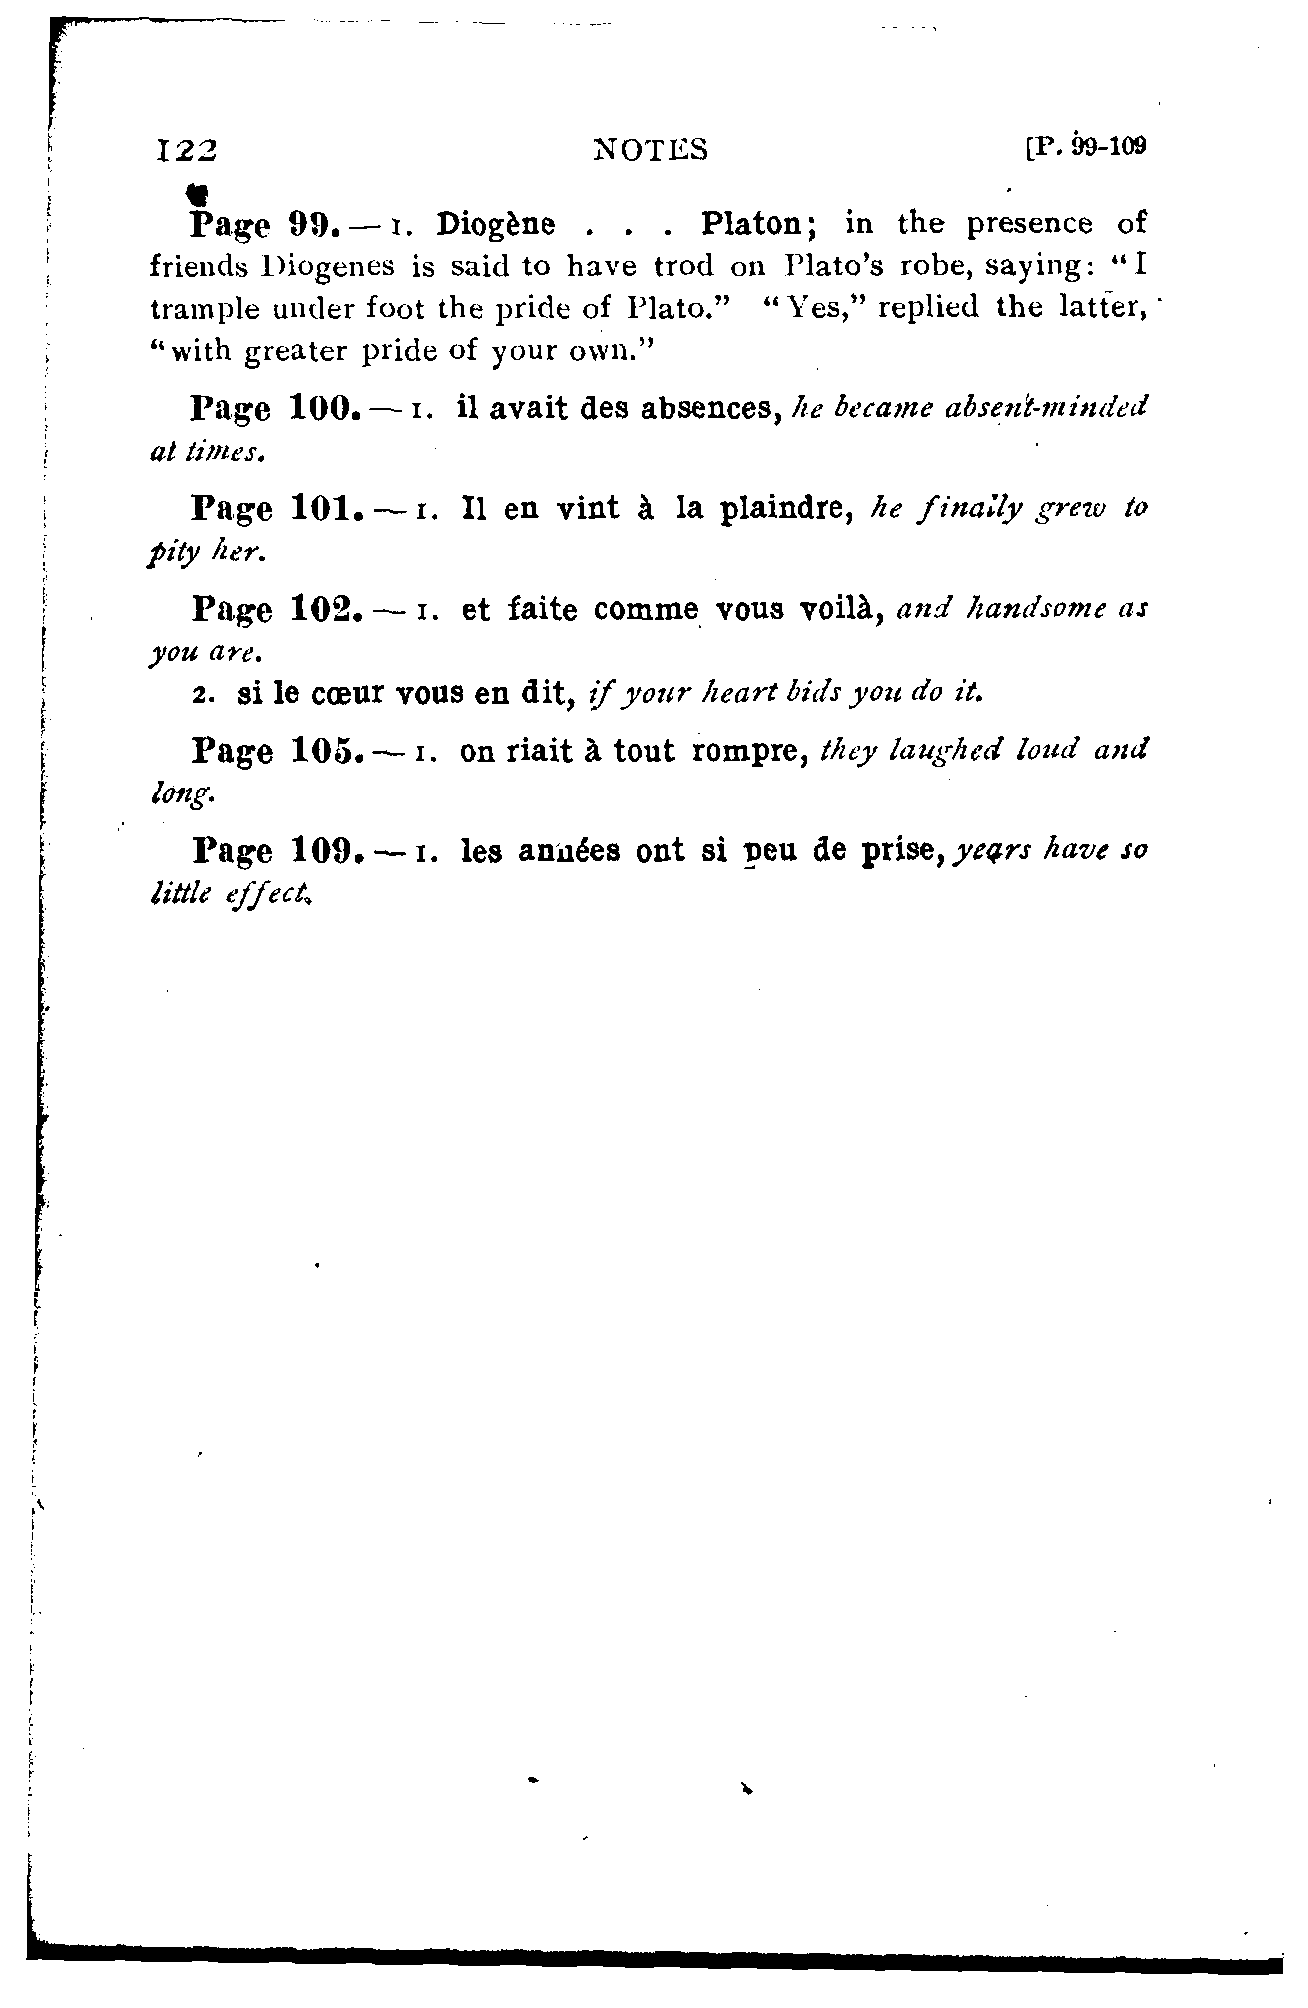 122 NOTES [P. 99-109
Page 99. — 1. Diogène . . . Platon; in the presence of
friends Diogenes is said to have trod on Plato's robe, saying: "I
trample under foot the pride of Plato." "Yes," replied the latter,
"with greater pride of your own."
Page 100. — 1. il avait des absences, he became absent-minded
at times.
Page 101. — 1. Il en vint à la plaindre, he finally grew to
pity her.
Page 102. — 1. et faite comme vous voilà, and handsome as
you are.
2. si le cœur vous en dit, if your heart bids you do it.
Page 105. — 1. on riait à tout rompre, they laughed loud and
long.
Page 109. — 1. les années ont si peu de prise, years have so
little effect.